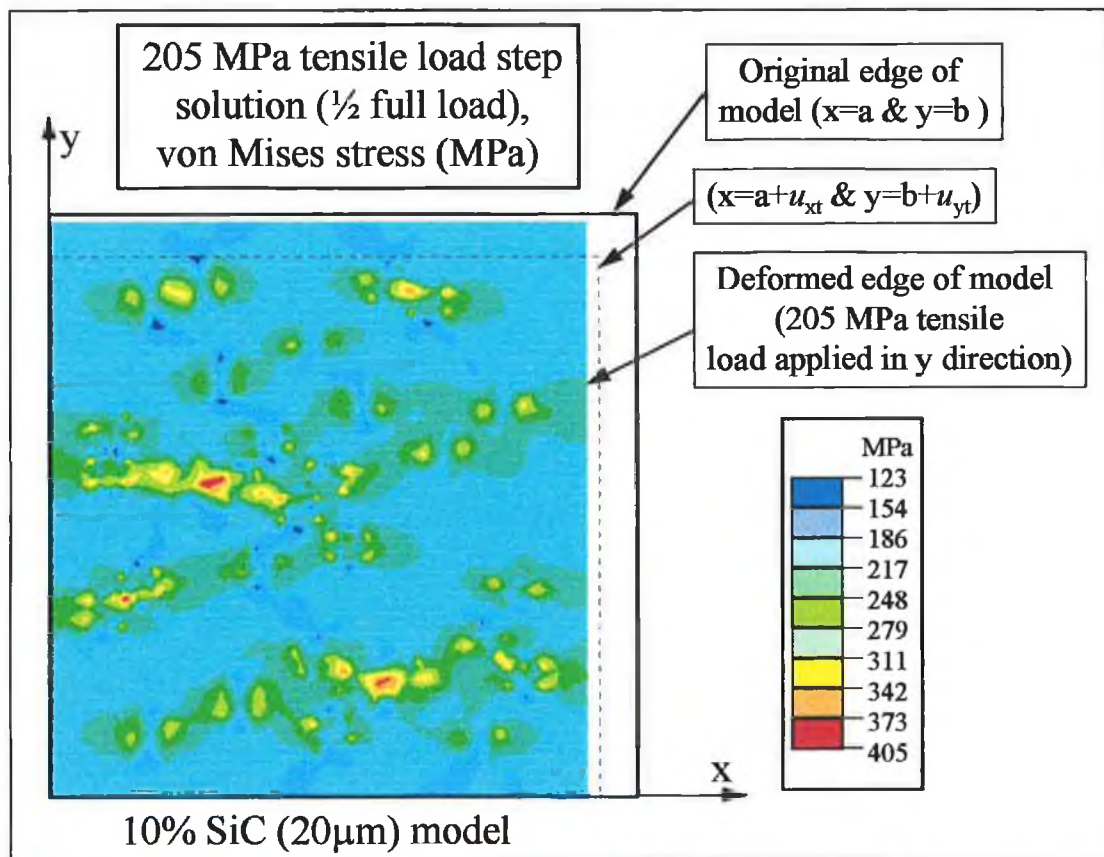 205 MPa tensile load step
solution (½ full load),
von Mises stress (MPa)
Original edge of
model (x=a & y=b )
y
(x=a+uxt & y=b+uyt)
Deformed edge of model
(205 MPa tensile
load applied in y direction)
MPa
123
154
186
217
248
279
311
342
373
405
x
10% SiC (20μm) model